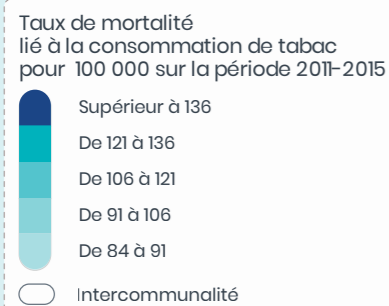 Taux de mortalité
lié à la consommation de tabac
pour 100 000 sur la période 2011-2015
Supérieur à 136
De 121 à 136
De 106 à 121
De 91 à 106
De 84 à 91
Intercommunalité